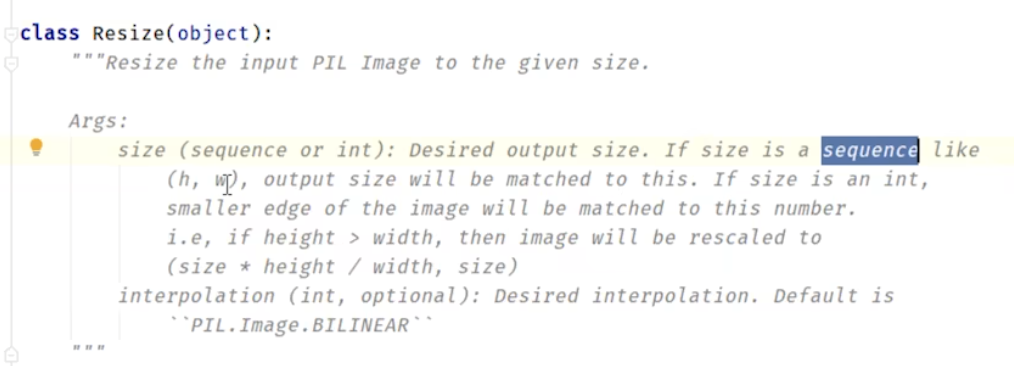 class Resize(object):
"""Resize the input PIL Image to the given size.
Args:
size (sequence or int): Desired output size. If size is a sequence like
(h, w), output size will be matched to this. If size is an int,
smaller edge of the image will be matched to this number.
i.e, if height > width, then image will be rescaled to
(size * height / width, size)
interpolation (int, optional): Desired interpolation. Default is
``PIL.Image.BILINEAR``
"""